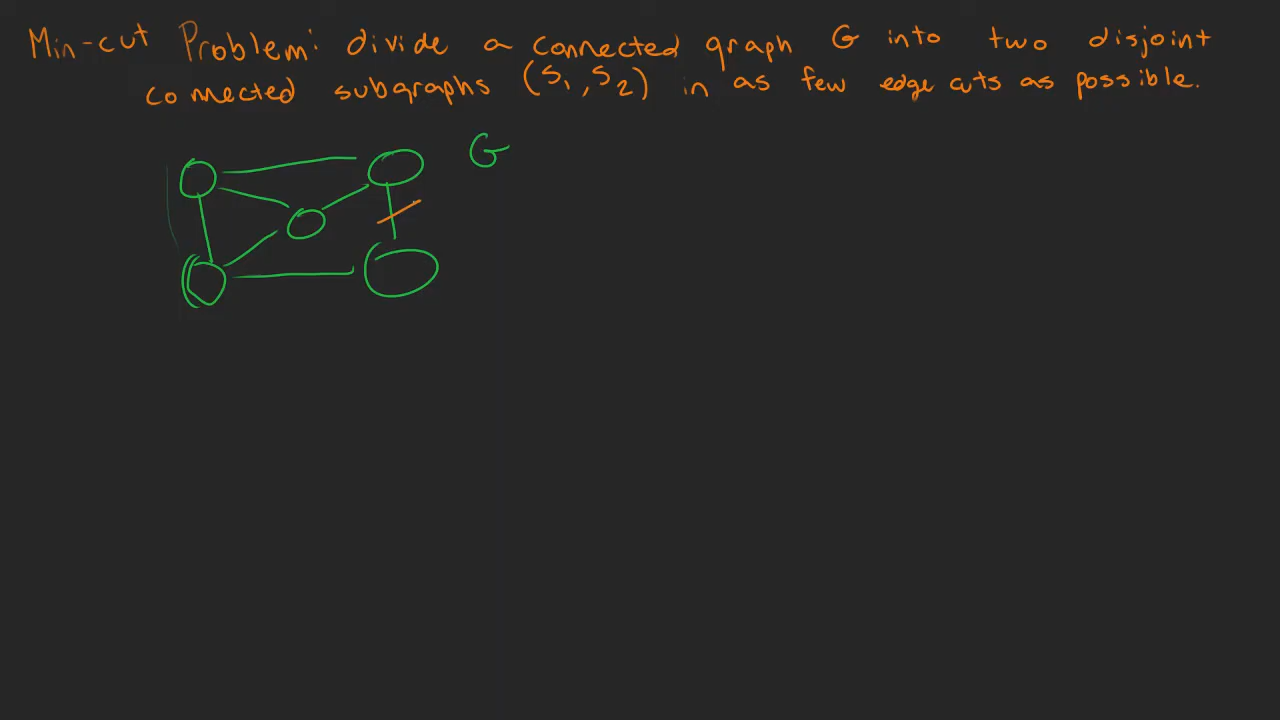 Min-cut Problem: divide a connected graph G into two disjoint
connected subgraphs (S1, S2) in as few edge cuts as possible.
G